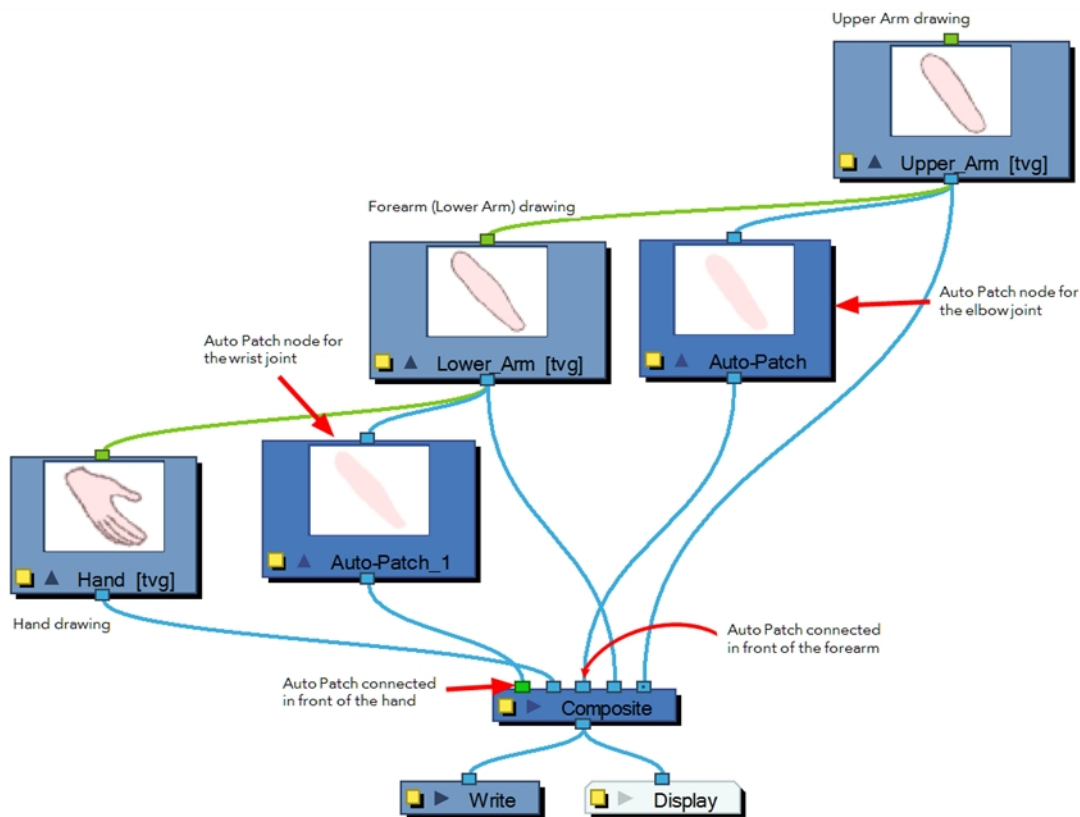 Upper Arm drawing
Upper_Arm [tvg]
Forearm (Lower Arm) drawing
Lower_Arm [tvg]
Auto-Patch
Auto Patch node for
the elbow joint
Auto Patch node for
the wrist joint
Hand [tvg]
Auto-Patch_1
Hand drawing
Auto Patch connected
in front of the forearm
Auto Patch connected
in front of the hand
Composite
Write
Display